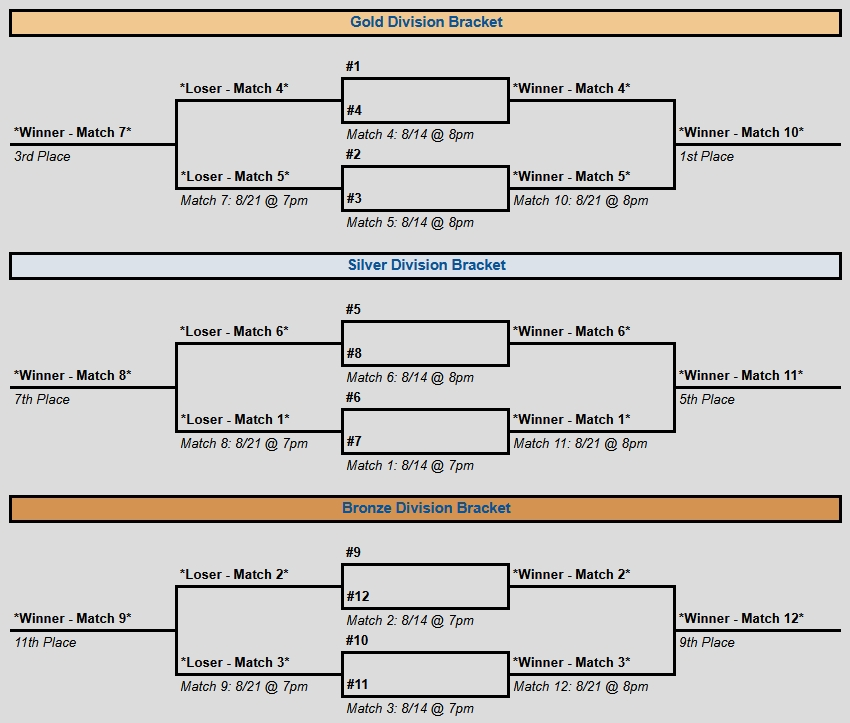 Gold Division Bracket
#1
*Loser - Match 4*
*Winner - Match 4*
#4
*Winner - Match 7*
Match 4: 8/14 @ 8pm
*Winner - Match 10*
3rd Place
#2
1st Place
*Loser - Match 5*
*Winner - Match 5*
Match 7: 8/21 @ 7pm
#3
Match 10: 8/21 @ 8pm
Match 5: 8/14 @ 8pm
Silver Division Bracket
#5
*Loser - Match 6*
*Winner - Match 6*
#8
*Winner - Match 8*
Match 6: 8/14 @ 8pm
*Winner - Match 11*
7th Place
#6
5th Place
*Loser - Match 1*
*Winner - Match 1*
Match 8: 8/21 @ 7pm
#7
Match 11: 8/21 @ 8pm
Match 1: 8/14 @ 7pm
Bronze Division Bracket
#9
*Loser - Match 2*
*Winner - Match 2*
#12
*Winner - Match 9*
Match 2: 8/14 @ 7pm
*Winner - Match 12*
11th Place
#10
9th Place
*Loser - Match 3*
*Winner - Match 3*
Match 9: 8/21 @ 7pm
#11
Match 12: 8/21 @ 8pm
Match 3: 8/14 @ 7pm